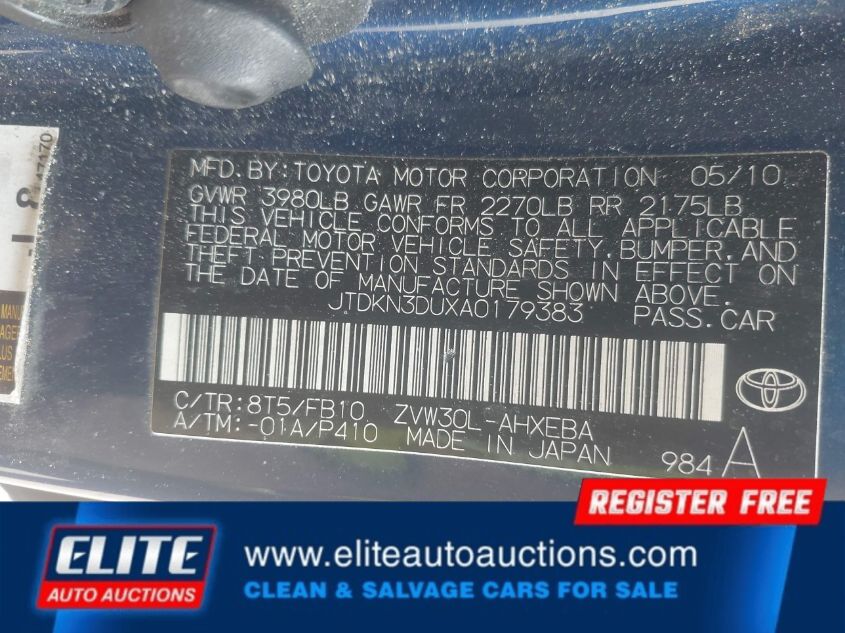 MFD. BY: TOYOTA MOTOR CORPORATION 05/10
GVWR 3980LB GAWR FR 2270LB RR 2175LB
THIS VEHICLE CONFORMS TO ALL APPLICABLE
FEDERAL MOTOR VEHICLE SAFETY, BUMPER, AND
THEFT PREVENTION STANDARDS IN EFFECT ON
THE DATE OF MANUFACTURE SHOWN ABOVE.
JTDKN3DUXA0179383 PASS. CAR
C/TR: 8T5/FB10 ZVW30L-AHXEBA
A/TM: -01A/P410 MADE IN JAPAN
984 A
REGISTER FREE
ELITE
AUTO AUCTIONS
www.eliteautoauctions.com
CLEAN & SALVAGE CARS FOR SALE